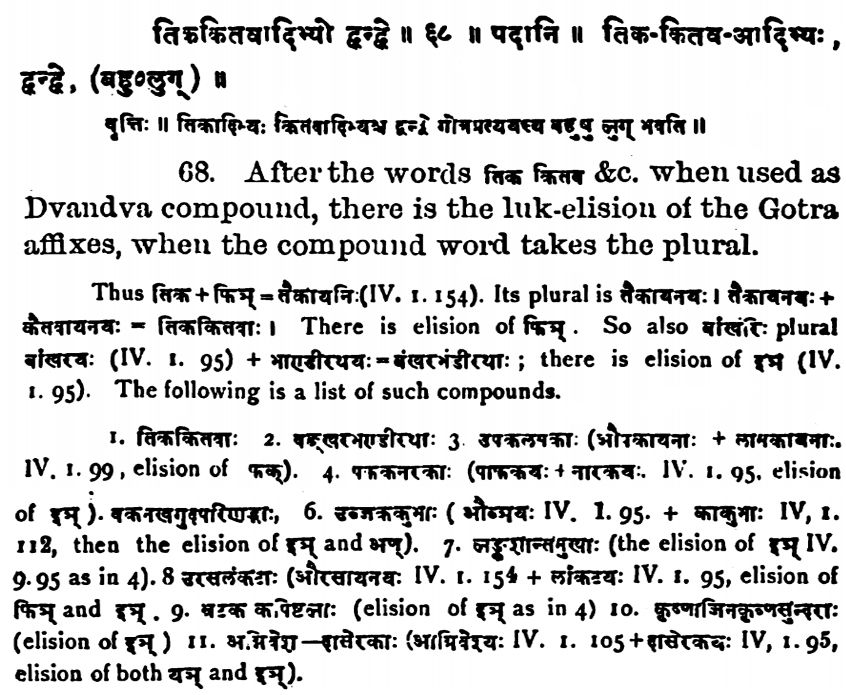 तिककितवादिभ्यो द्वन्द्वे ॥ ६८ ॥ पदानि ॥ तिक-कितव-आदिभ्यः,
द्वन्द्वे, (बहु०लुग्) ॥
वृत्तिः ॥ तिकादिभ्यः कितवादिभ्यश्च द्वन्द्वे गोत्रप्रत्ययस्य बहुषु लुग् भवति ॥
68. After the words तिक कितव &c. when used as
Dvandva compound, there is the luk-elision of the Gotra
affixes, when the compound word takes the plural.
Thus तिक + फिञ् = तैकायनिः (IV. 1. 154). Its plural is तैकायनयः । तैकायनयः +
कैतवायनयः = तिककितवाः । There is elision of फिञ् . So also वांखरिः plural
वांखरयः (IV. 1. 95) + भाण्डीरथयः = वंखरभंडीरथाः ; there is elision of इञ (IV.
1. 95). The following is a list of such compounds.
1. तिककितवाः 2. वङ्खरभण्डीरथाः 3. उपकलमकाः (औपकायनाः + लामकायनाः.
IV. 1. 99, elision of फक्). 4. पफकनरकाः (पाफकयः + नारकयः. IV. 1. 95, elision
of इञ् ). वकनखगुदपरिणद्धाः, 6. उब्जककुभाः ( औब्जयः IV. 1. 95. + काकुभाः IV, 1.
112, then the elision of इञ् and अण्). 7. लङ्कशान्तमुखाः (the elision of इञ् IV.
9. 95 as in 4). 8 उरसलंकटाः (औरसायनयः IV. 1. 154 + लांकटयः IV. 1. 95, elision of
फिञ् and इञ् . 9. (elision of इञ् as in 4) 10. कृष्णाजिनकृष्णसुन्दराः
(elision of इञ् ) 11. अग्निवेश—दासेरकाः (आग्निवेश्यः IV. 1. 105 + दासेरकयः IV, 1. 95,
elision of both यञ् and इञ्).